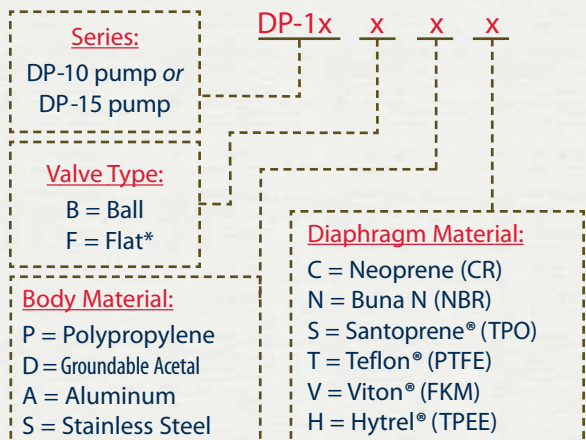 DP-1x x x x
Series:
DP-10 pump or
DP-15 pump
Valve Type:
B = Ball
F = Flat*
Body Material:
P = Polypropylene
D = Groundable Acetal
A = Aluminum
S = Stainless Steel
Diaphragm Material:
C = Neoprene (CR)
N = Buna N (NBR)
S = Santoprene® (TPO)
T = Teflon® (PTFE)
V = Viton® (FKM)
H = Hytrel® (TPEE)